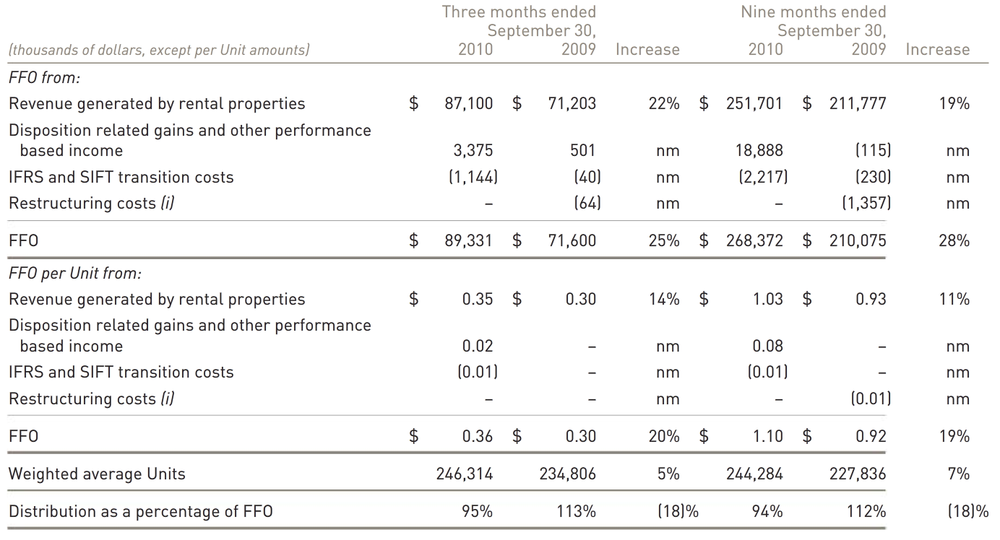 Three months ended Nine months ended
September 30, September 30,
(thousands of dollars, except per Unit amounts) 2010 2009 Increase 2010 2009 Increase
FFO from:
Revenue generated by rental properties $ 87,100 $ 71,203 22% $ 251,701 $ 211,777 19%
Disposition related gains and other performance
based income 3,375 501 nm 18,888 (115) nm
IFRS and SIFT transition costs (1,144) (40) nm (2,217) (230) nm
Restructuring costs (i) – (64) nm – (1,357) nm
FFO $ 89,331 $ 71,600 25% $ 268,372 $ 210,075 28%
FFO per Unit from:
Revenue generated by rental properties $ 0.35 $ 0.30 14% $ 1.03 $ 0.93 11%
Disposition related gains and other performance
based income 0.02 – nm 0.08 – nm
IFRS and SIFT transition costs (0.01) – nm (0.01) – nm
Restructuring costs (i) – – nm – (0.01) nm
FFO $ 0.36 $ 0.30 20% $ 1.10 $ 0.92 19%
Weighted average Units 246,314 234,806 5% 244,284 227,836 7%
Distribution as a percentage of FFO 95% 113% (18)% 94% 112% (18)%